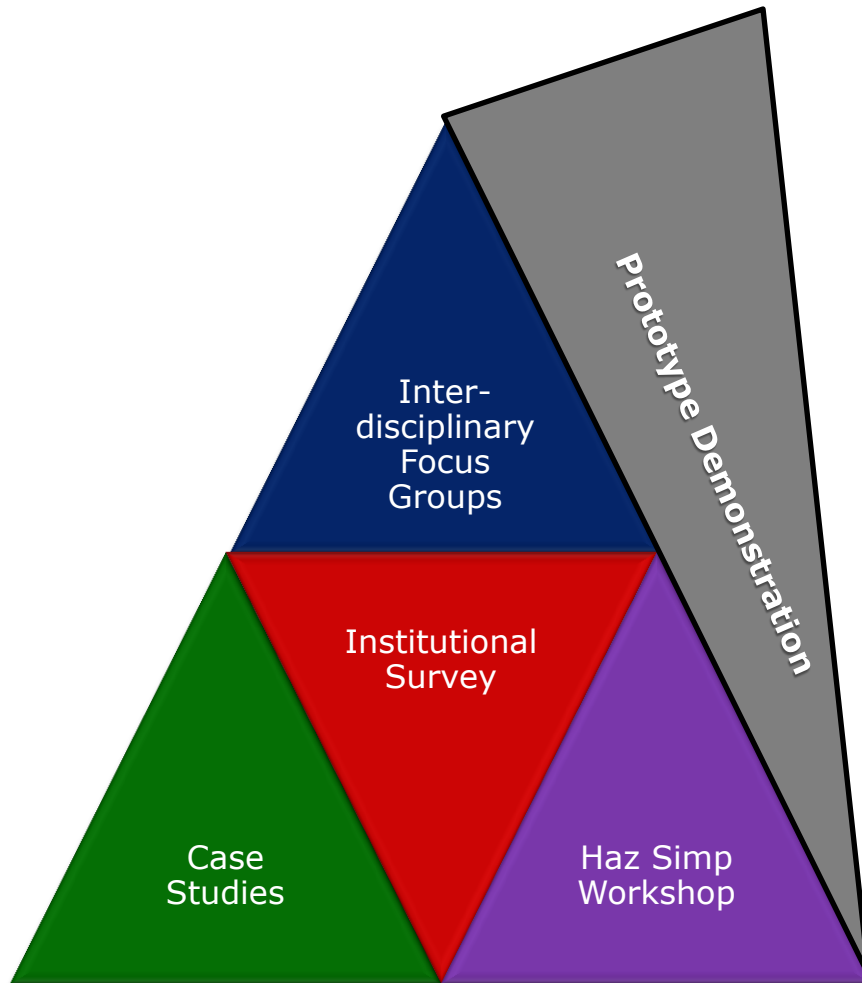 Inter-
disciplinary
Focus
Groups
Prototype Demonstration
Institutional
Survey
Case
Studies
Haz Simp
Workshop